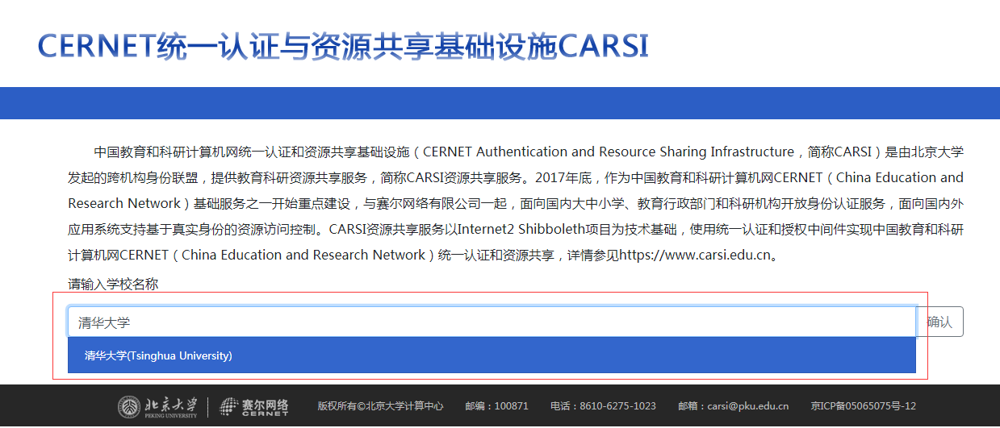 CERNET统一认证与资源共享基础设施CARSI
中国教育和科研计算机网统一认证和资源共享基础设施（CERNET Authentication and Resource Sharing Infrastructure，简称CARSI）是由北京大学
发起的跨机构身份联盟，提供教育科研资源共享服务，简称CARSI资源共享服务。2017年底，作为中国教育和科研计算机网CERNET（China Education and
Research Network）基础服务之一开始重点建设，与赛尔网络有限公司一起，面向国内大中小学、教育行政部门和科研机构开放身份认证服务，面向国内外
应用系统支持基于真实身份的资源访问控制。CARSI资源共享服务以Internet2 Shibboleth项目为技术基础，使用统一认证和授权中间件实现中国教育和科研
计算机网CERNET（China Education and Research Network）统一认证和资源共享，详情参见https://www.carsi.edu.cn。
请输入学校名称
清华大学 确认
清华大学(Tsinghua University)
北京大学 PEKING UNIVERSITY 赛尔网络 CERNET 版权所有©北京大学计算中心 邮编：100871 电话：8610-6275-1023 邮箱：carsi@pku.edu.cn 京ICP备05065075号-12